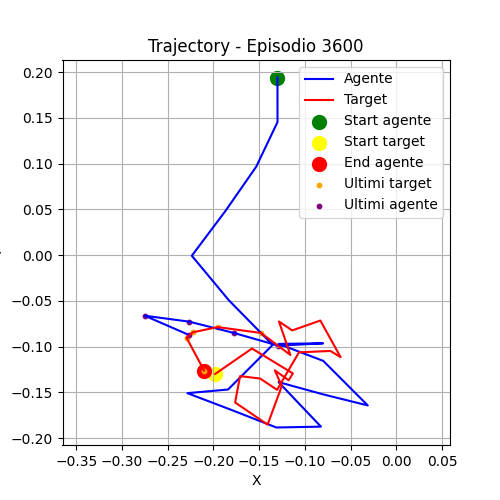 Trajectory - Episodio 3600
0.20
0.15
0.10
0.05
0.00
−0.05
−0.10
−0.15
−0.20
Agente
Target
Start agente
Start target
End agente
Ultimi target
Ultimi agente
−0.35 −0.30 −0.25 −0.20 −0.15 −0.10 −0.05 0.00 0.05
X